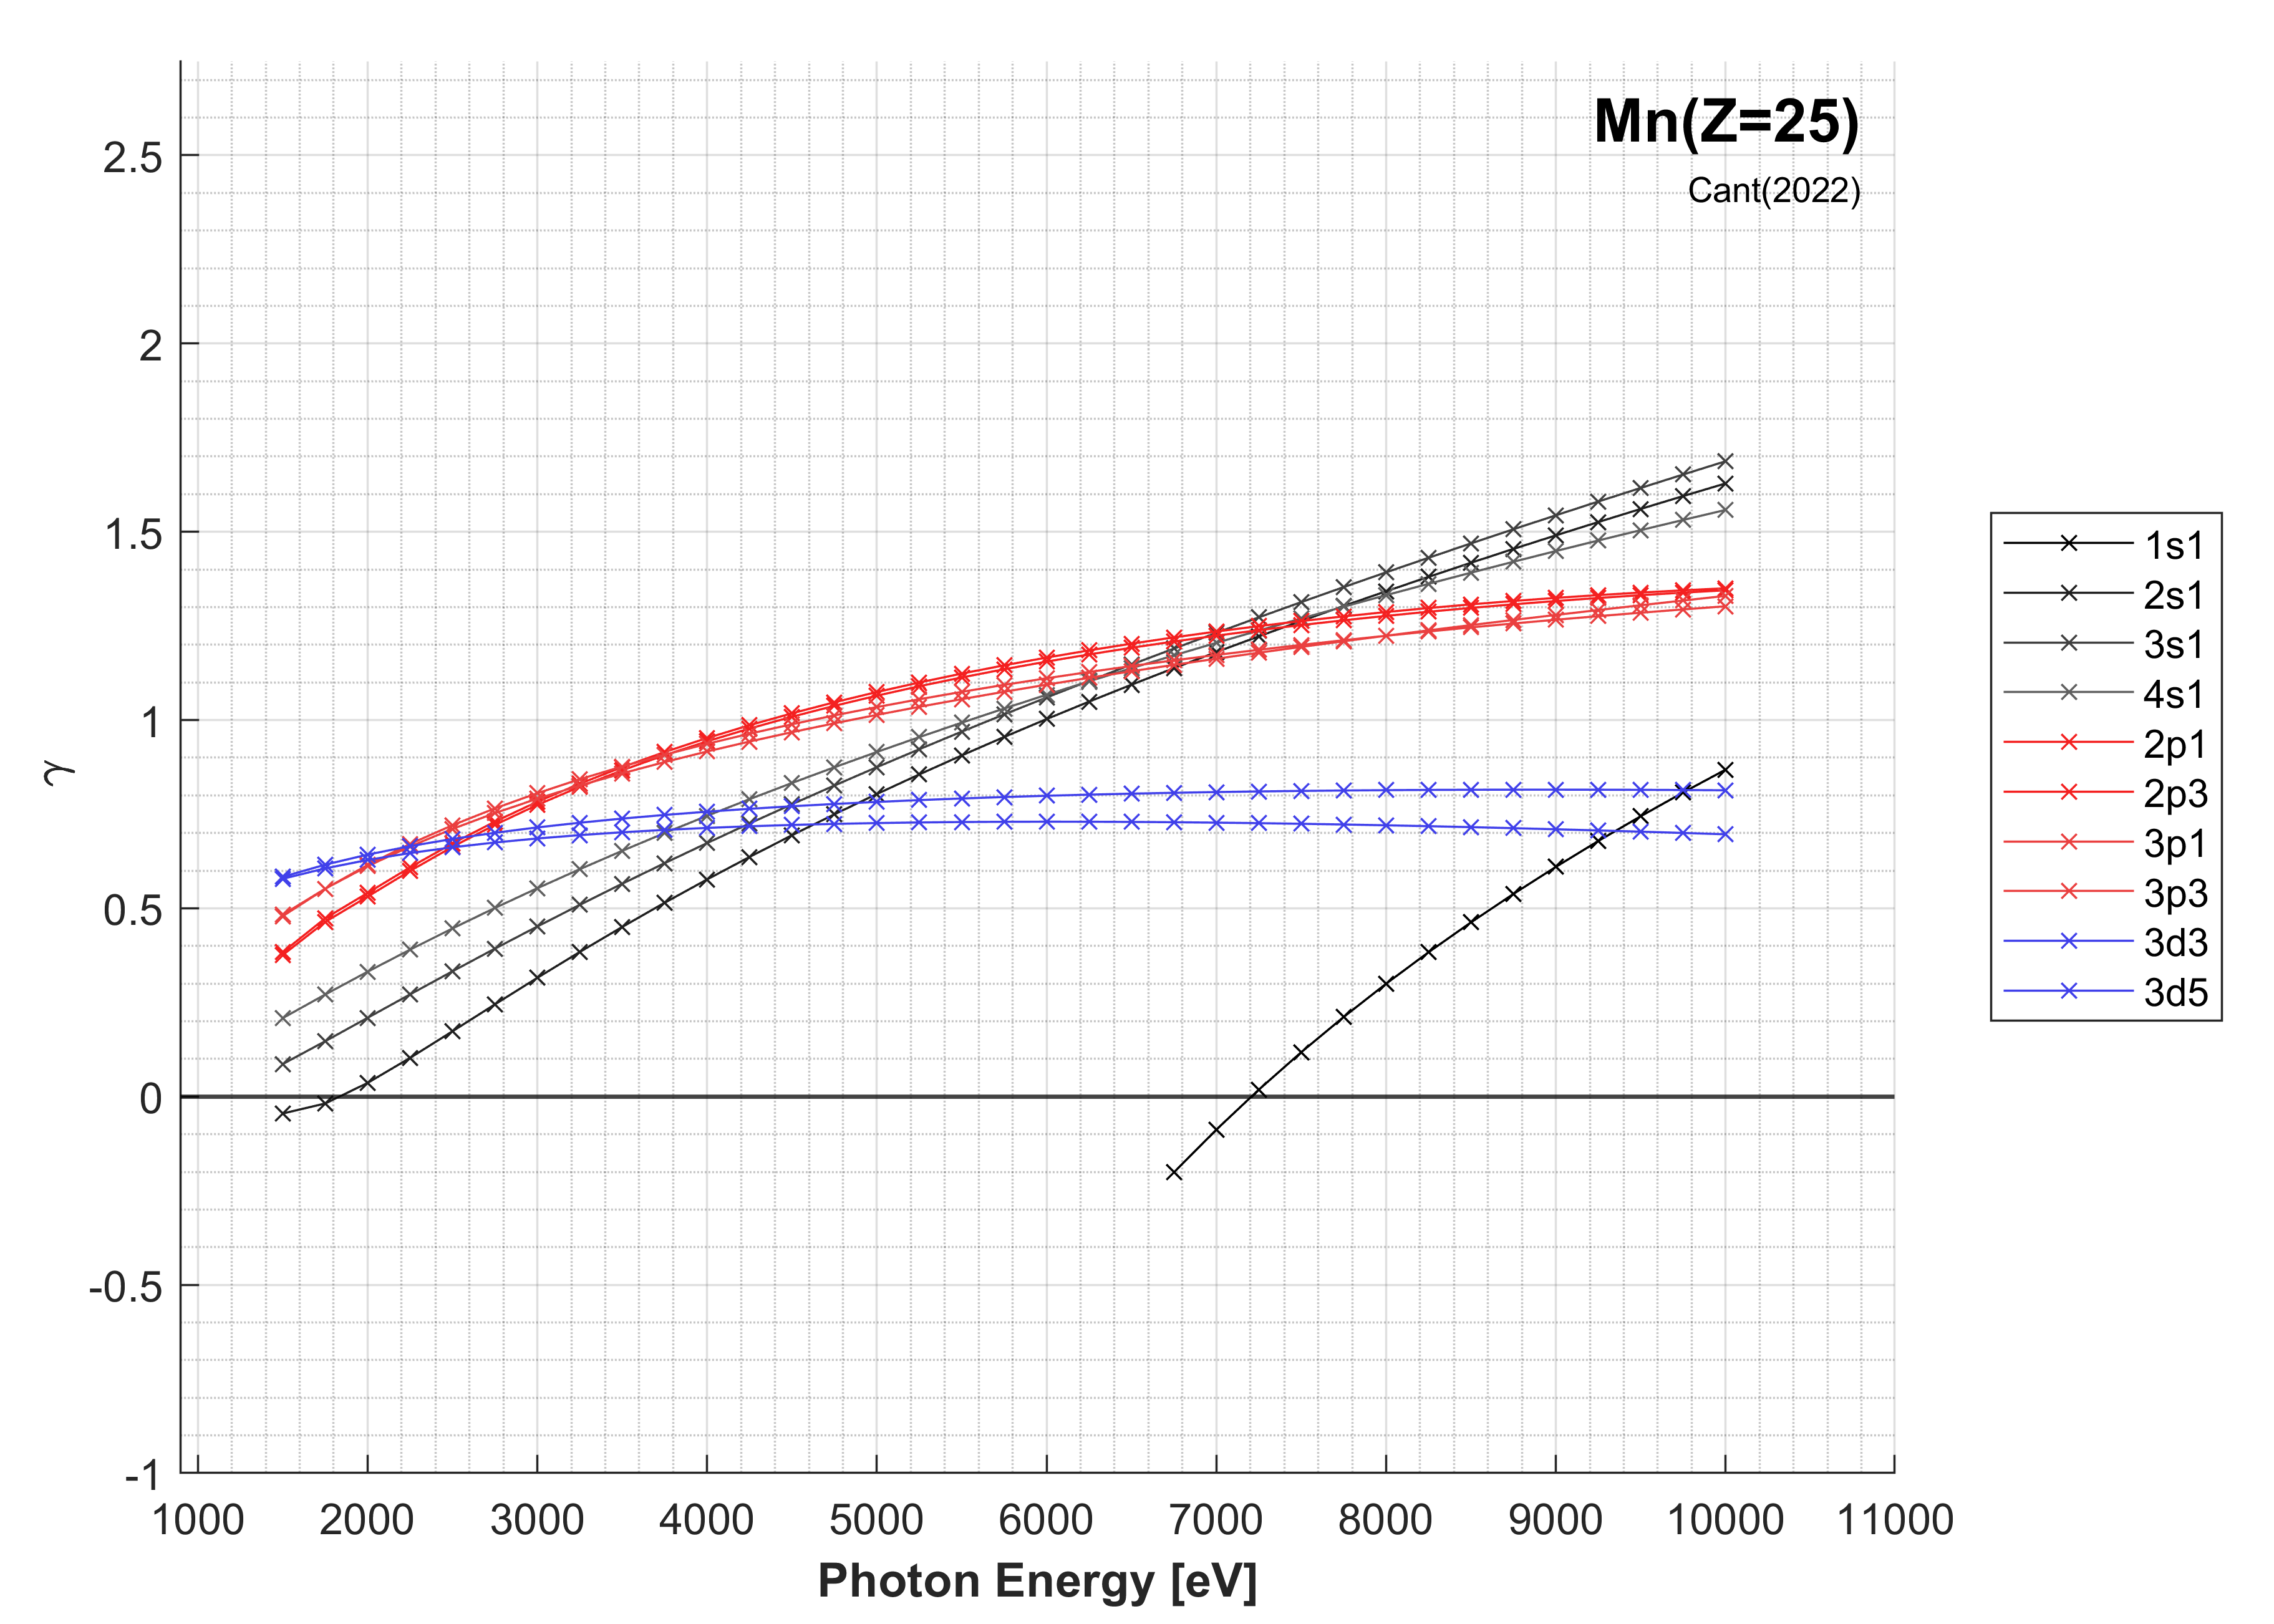 Mn(Z=25)
Cant(2022)
2.5
2
1.5
1
0.5
0
-0.5
-1
γ
1000 2000 3000 4000 5000 6000 7000 8000 9000 10000 11000
Photon Energy [eV]
1s1
2s1
3s1
4s1
2p1
2p3
3p1
3p3
3d3
3d5